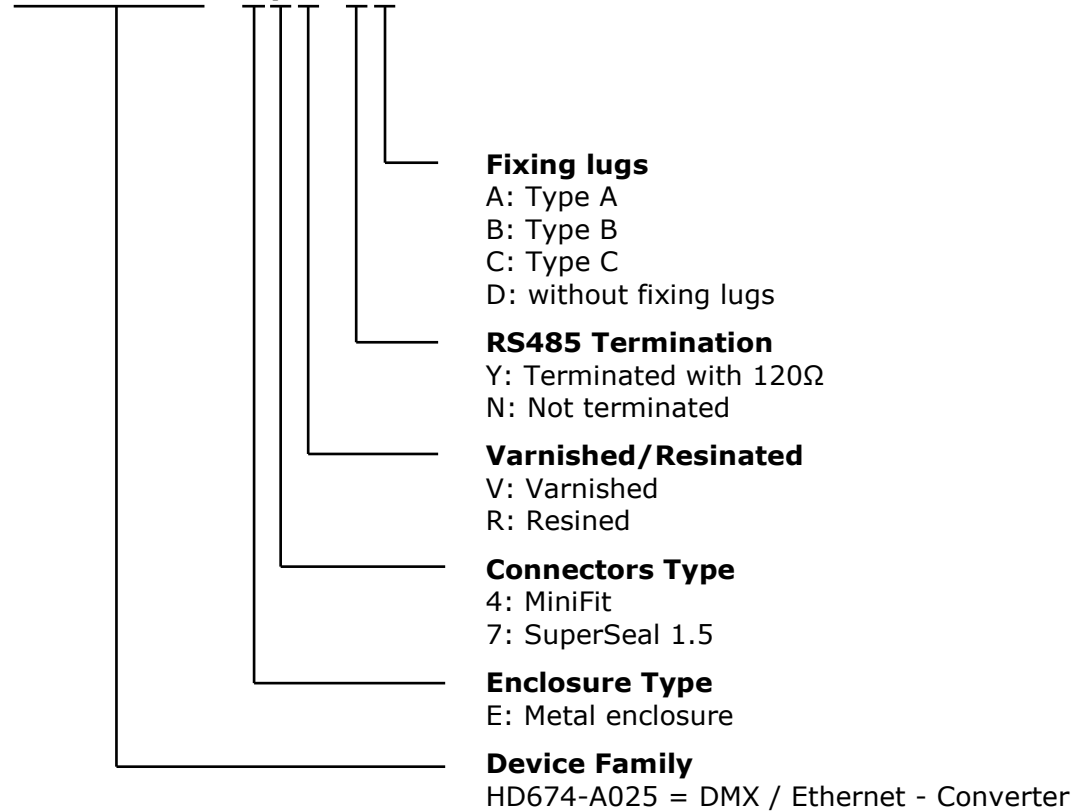 Fixing lugs
A: Type A
B: Type B
C: Type C
D: without fixing lugs
RS485 Termination
Y: Terminated with 120Ω
N: Not terminated
Varnished/Resinated
V: Varnished
R: Resined
Connectors Type
4: MiniFit
7: SuperSeal 1.5
Enclosure Type
E: Metal enclosure
Device Family
HD674-A025 = DMX / Ethernet - Converter